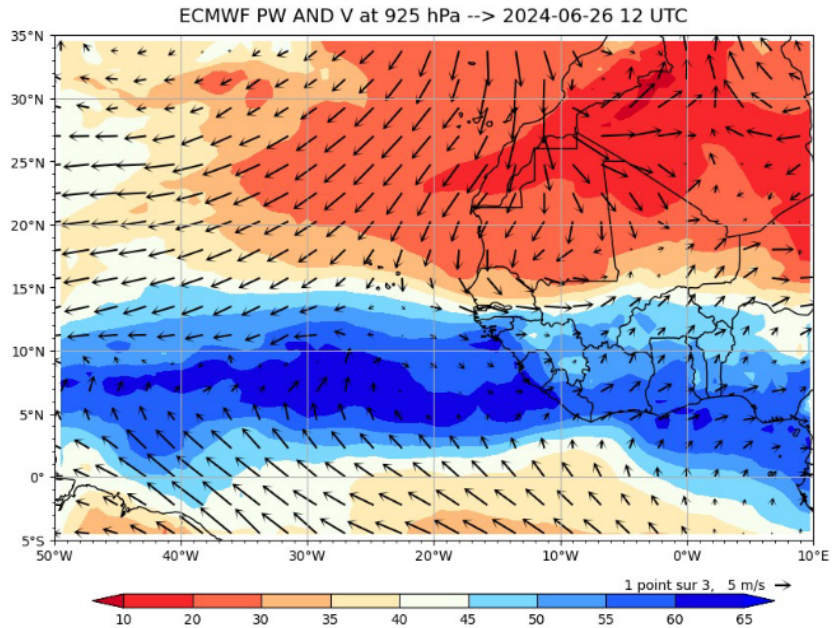 ECMWF PW AND V at 925 hPa --> 2024-06-26 12 UTC
35°N
30°N
25°N
20°N
15°N
10°N
5°N
0°
5°S
50°W 40°W 30°W 20°W 10°W 0°W 10°E
1 point sur 3, 5 m/s
10 20 30 35 40 45 50 55 60 65